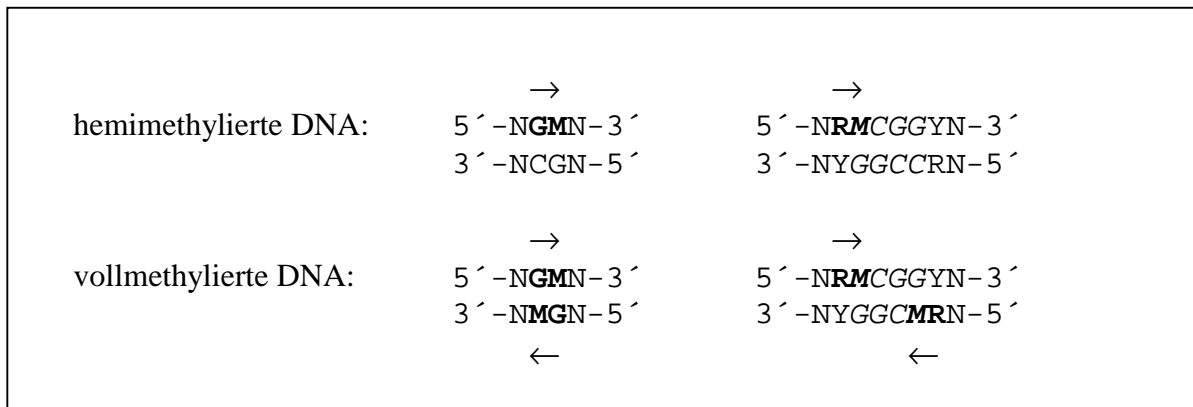 → →
hemimethylierte DNA: 5´-NGMN-3´ 5´-NRMCGGYN-3´
3´-NCGN-5´ 3´-NYGGCCRN-5´
→ →
vollmethylierte DNA: 5´-NGMN-3´ 5´-NRMCGGYN-3´
3´-NMGN-5´ 3´-NYGGCMRN-5´
← ←